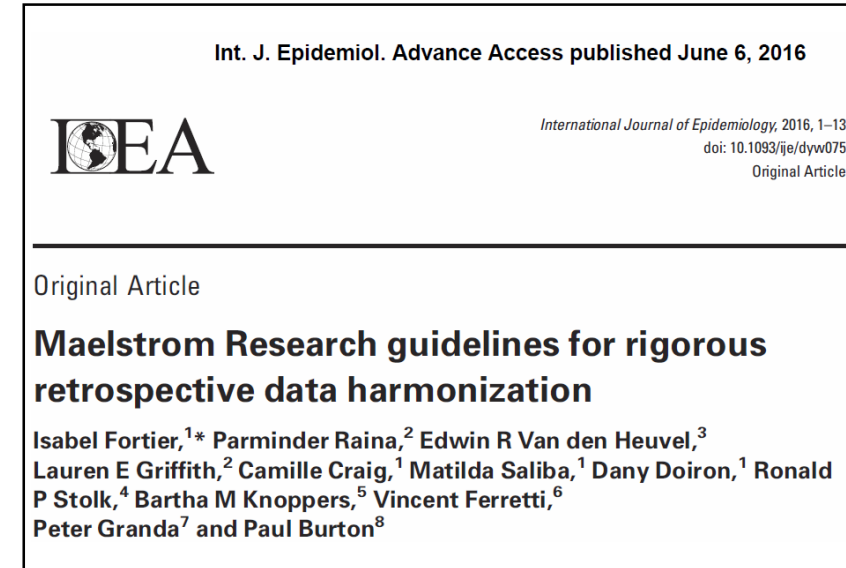 Int. J. Epidemiol. Advance Access published June 6, 2016
IEA
International Journal of Epidemiology, 2016, 1–13
doi: 10.1093/ije/dyw075
Original Article
Original Article
Maelstrom Research guidelines for rigorous
retrospective data harmonization
Isabel Fortier,1* Parminder Raina,2 Edwin R Van den Heuvel,3
Lauren E Griffith,2 Camille Craig,1 Matilda Saliba,1 Dany Doiron,1 Ronald
P Stolk,4 Bartha M Knoppers,5 Vincent Ferretti,6
Peter Granda7 and Paul Burton8